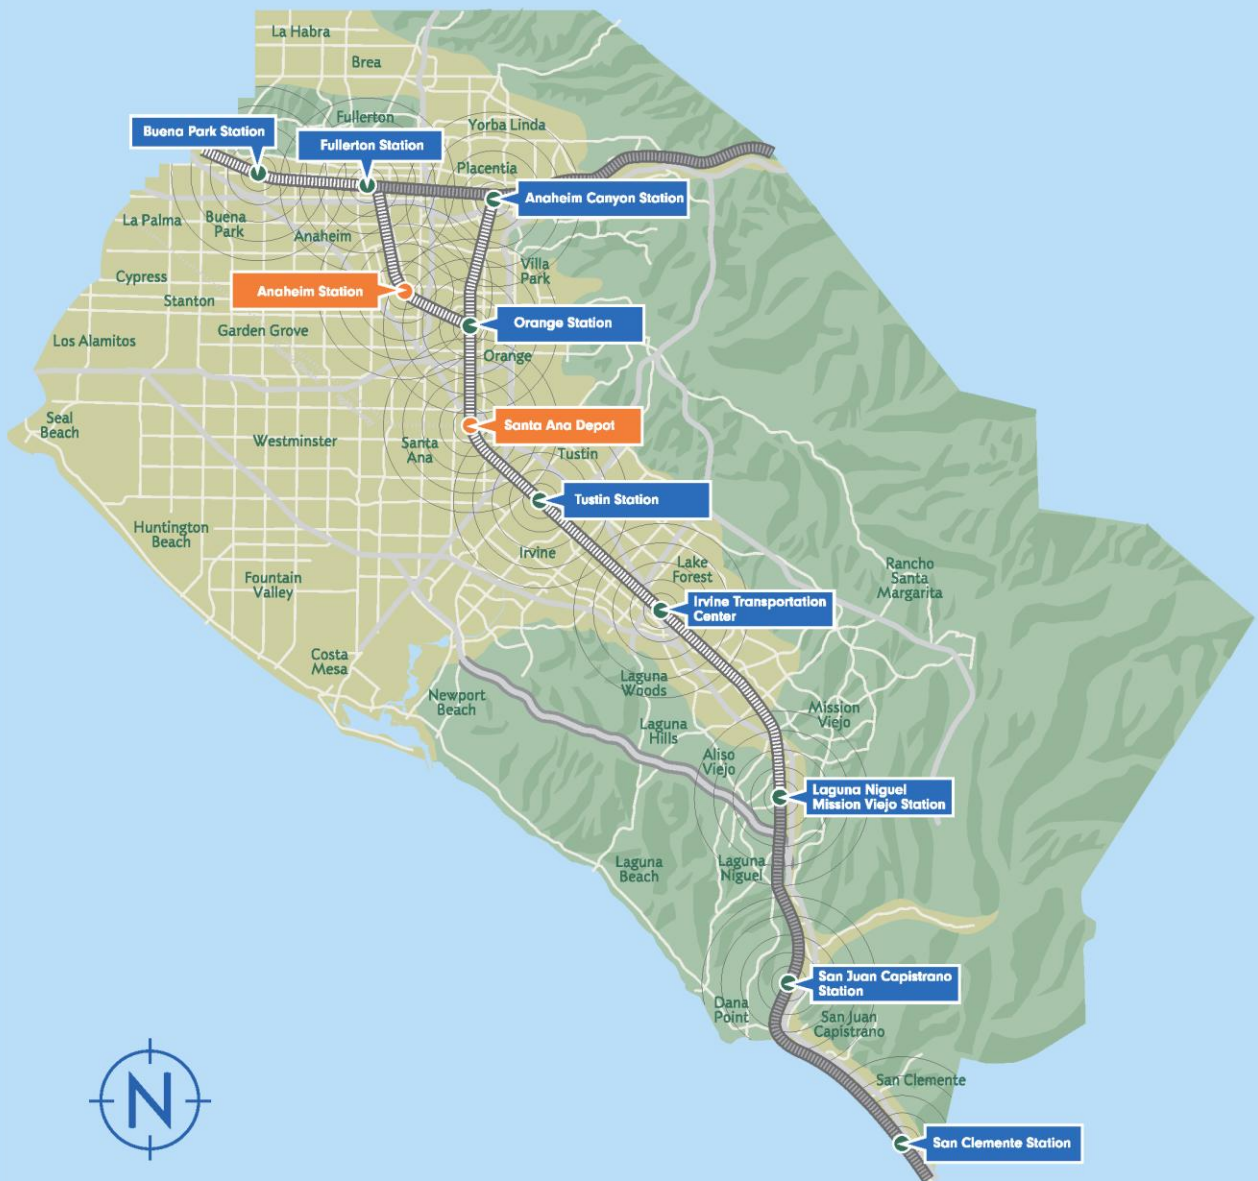 La Habra
Brea
Fullerton
Yorba Linda
Buena Park Station
Fullerton Station
Placentia
Anaheim Canyon Station
La Palma
Buena
Park
Anaheim
Villa
Park
Cypress
Stanton
Anaheim Station
Orange Station
Garden Grove
Los Alamitos
Orange
Seal
Beach
Westminster
Santa
Ana
Santa Ana Depot
Tustin
Tustin Station
Huntington
Beach
Irvine
Lake
Forest
Rancho
Santa
Margarita
Fountain
Valley
Irvine Transportation
Center
Costa
Mesa
Newport
Beach
Laguna
Woods
Laguna
Hills
Mission
Viejo
Aliso
Viejo
Laguna Niguel
Mission Viejo Station
Laguna
Beach
Laguna
Niguel
San Juan Capistrano
Station
Dana
Point
San Juan
Capistrano
San Clemente
N
San Clemente Station